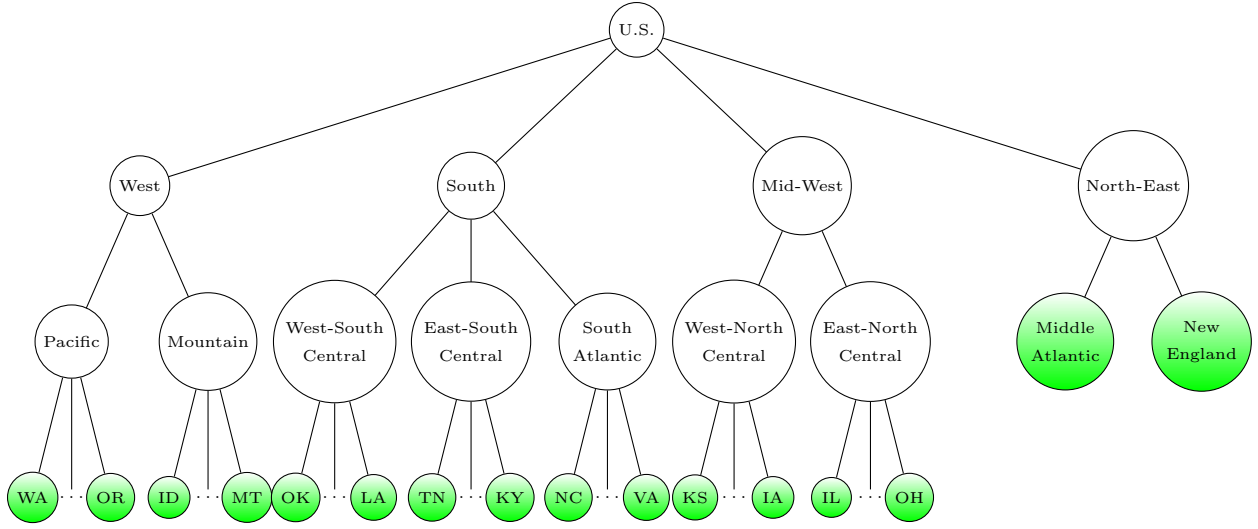 U.S.
West
South
Mid-West
North-East
Pacific
Mountain
West-South
Central
East-South
Central
South
Atlantic
West-North
Central
East-North
Central
Middle
Atlantic
New
England
WA ... OR
ID ... MT
OK ... LA
TN ... KY
NC ... VA
KS ... IA
IL ... OH